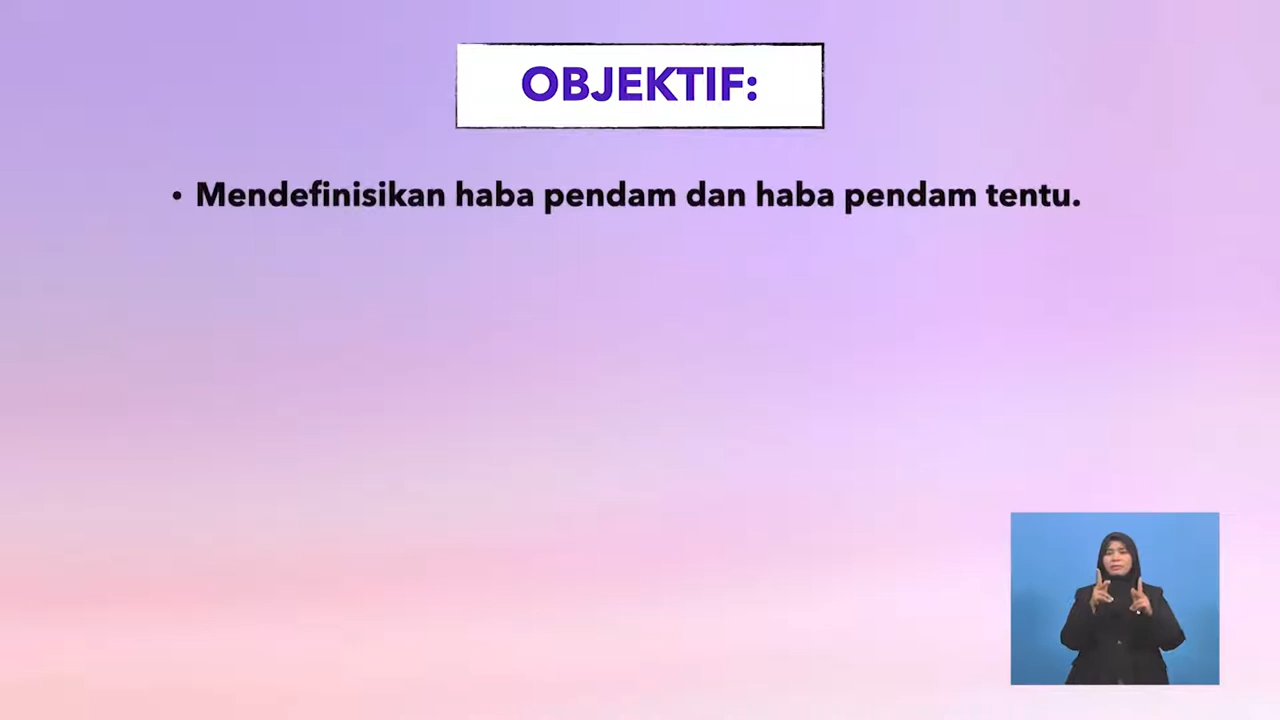 OBJEKTIF:
• Mendefinisikan haba pendam dan haba pendam tentu.